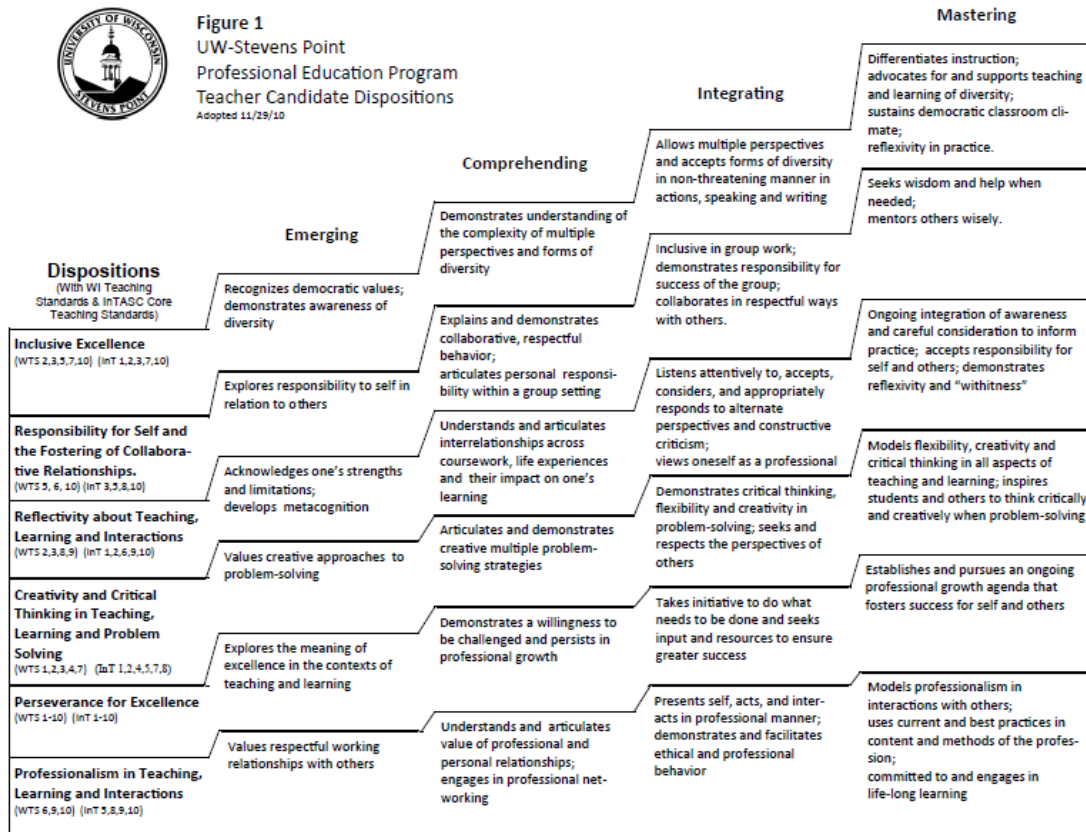 UNIVERSITY OF WISCONSIN
STEVENS POINT
Figure 1
UW-Stevens Point
Professional Education Program
Teacher Candidate Dispositions
Adopted 11/29/10
Dispositions
(With WI Teaching
Standards & InTASC Core
Teaching Standards)
Emerging
Comprehending
Integrating
Mastering
Inclusive Excellence
(WTS 2,3,5,7,10) (InT 1,2,3,7,10)
Recognizes democratic values;
demonstrates awareness of
diversity
Demonstrates understanding of
the complexity of multiple
perspectives and forms of
diversity
Allows multiple perspectives
and accepts forms of diversity
in non-threatening manner in
actions, speaking and writing
Differentiates instruction;
advocates for and supports teaching
and learning of diversity;
sustains democratic classroom cli-
mate;
reflexivity in practice.
Responsibility for Self and
the Fostering of Collabora-
tive Relationships.
(WTS 5, 6, 10) (InT 3,5,8,10)
Explores responsibility to self in
relation to others
Explains and demonstrates
collaborative, respectful
behavior;
articulates personal responsi-
bility within a group setting
Inclusive in group work;
demonstrates responsibility for
success of the group;
collaborates in respectful ways
with others.
Seeks wisdom and help when
needed;
mentors others wisely.
Reflectivity about Teaching,
Learning and Interactions
(WTS 2,3,8,9) (InT 1,2,6,9,10)
Acknowledges one's strengths
and limitations;
develops metacognition
Understands and articulates
interrelationships across
coursework, life experiences
and their impact on one's
learning
Listens attentively to, accepts,
considers, and appropriately
responds to alternate
perspectives and constructive
criticism;
views oneself as a professional
Ongoing integration of awareness
and careful consideration to inform
practice; accepts responsibility for
self and others; demonstrates
reflexivity and "withitness"
Creativity and Critical
Thinking in Teaching,
Learning and Problem
Solving
(WTS 1,2,3,4,7) (InT 1,2,4,5,7,8)
Values creative approaches to
problem-solving
Articulates and demonstrates
creative multiple problem-
solving strategies
Demonstrates critical thinking,
flexibility and creativity in
problem-solving; seeks and
respects the perspectives of
others
Models flexibility, creativity and
critical thinking in all aspects of
teaching and learning; inspires
students and others to think critically
and creatively when problem-solving
Perseverance for Excellence
(WTS 1-10) (InT 1-10)
Explores the meaning of
excellence in the contexts of
teaching and learning
Demonstrates a willingness to
be challenged and persists in
professional growth
Takes initiative to do what
needs to be done and seeks
input and resources to ensure
greater success
Establishes and pursues an ongoing
professional growth agenda that
fosters success for self and others
Professionalism in Teaching,
Learning and Interactions
(WTS 6,9,10) (InT 5,8,9,10)
Values respectful working
relationships with others
Understands and articulates
value of professional and
personal relationships;
engages in professional net-
working
Presents self, acts, and inter-
acts in professional manner;
demonstrates and facilitates
ethical and professional
behavior
Models professionalism in
interactions with others;
uses current and best practices in
content and methods of the profes-
sion;
committed to and engages in
life-long learning